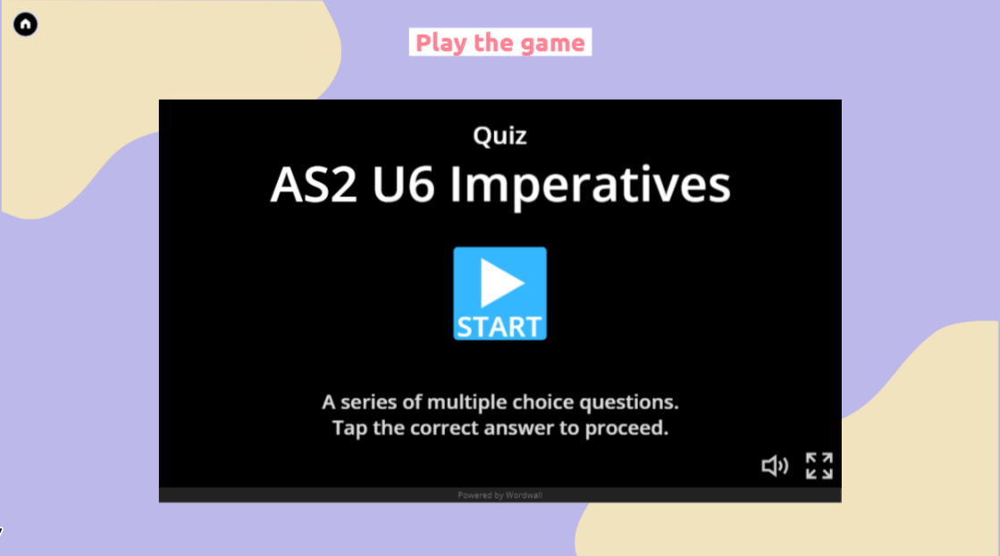 Play the game
Quiz
AS2 U6 Imperatives
START
A series of multiple choice questions.
Tap the correct answer to proceed.
Powered by Wordwall